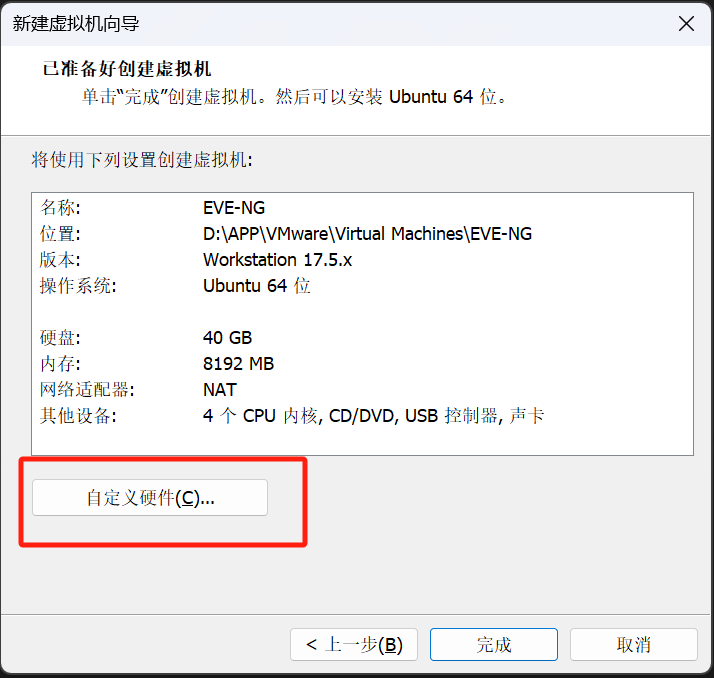 新建虚拟机向导
已准备好创建虚拟机
单击“完成”创建虚拟机。然后可以安装 Ubuntu 64 位。
将使用下列设置创建虚拟机:
名称: EVE-NG
位置: D:\APP\VMware\Virtual Machines\EVE-NG
版本: Workstation 17.5.x
操作系统: Ubuntu 64 位
硬盘: 40 GB
内存: 8192 MB
网络适配器: NAT
其他设备: 4 个 CPU 内核, CD/DVD, USB 控制器, 声卡
自定义硬件(C)...
< 上一步(B) 完成 取消